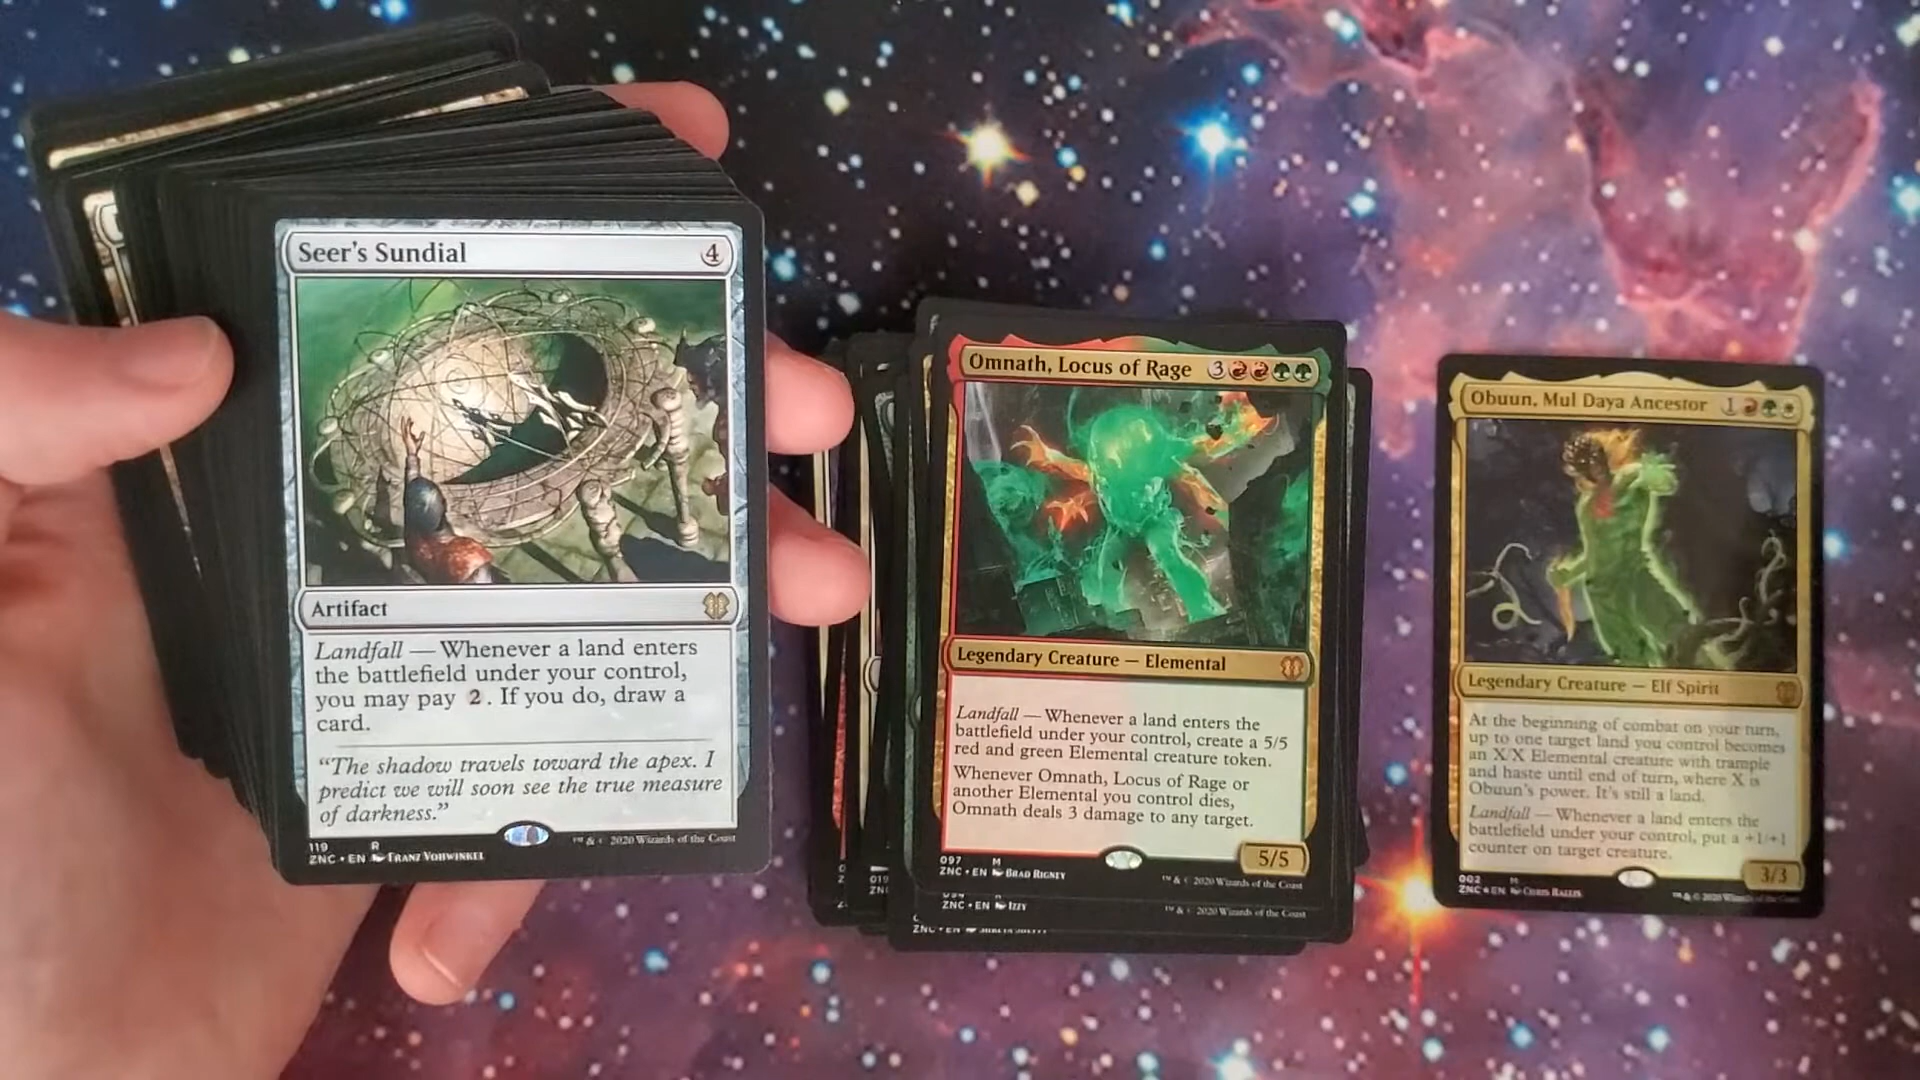 Seer's Sundial 4
Artifact
Landfall — Whenever a land enters
the battlefield under your control,
you may pay 2. If you do, draw a
card.
"The shadow travels toward the apex. I
predict we will soon see the true measure
of darkness."
119 R
ZNC • EN Franz Vohwinkel
™ & © 2020 Wizards of the Coast
Omnath, Locus of Rage 3
Legendary Creature — Elemental
Landfall — Whenever a land enters the
battlefield under your control, create a 5/5
red and green Elemental creature token.
Whenever Omnath, Locus of Rage or
another Elemental you control dies,
Omnath deals 3 damage to any target.
5/5
097 M
ZNC • EN Brad Rigney
™ & © 2020 Wizards of the Coast
ZNC • EN Izzy
™ & © 2020 Wizards of the Coast
019
Obuun, Mul Daya Ancestor 1
Legendary Creature — Elf Spirit
At the beginning of combat on your turn,
up to one target land you control becomes
an X/X Elemental creature with trample
and haste until end of turn, where X is
Obuun's power. It's still a land.
Landfall — Whenever a land enters the
battlefield under your control, put a +1/+1
counter on target creature.
3/3
002 M
ZNC ★ EN Chris Rallis
™ & © 2020 Wizards of the Coast